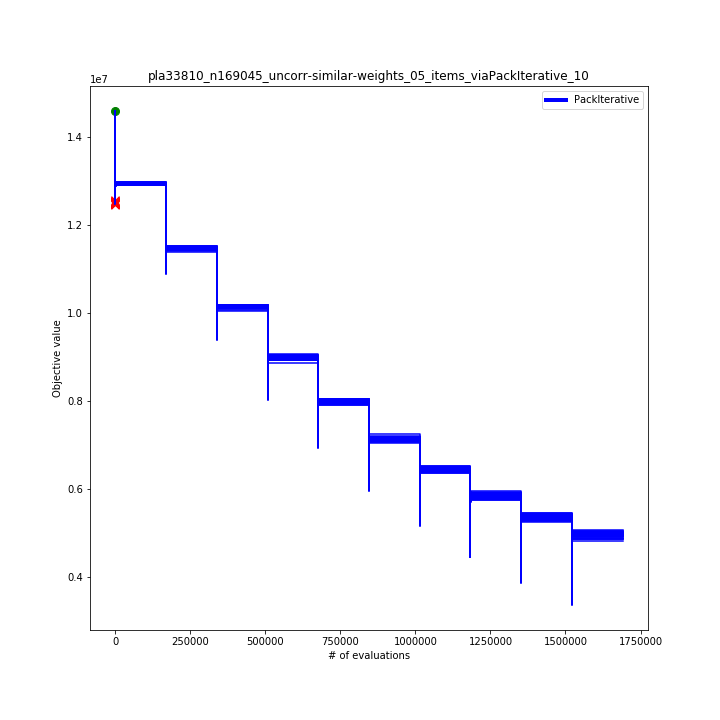 pla33810_n169045_uncorr-similar-weights_05_items_viaPackIterative_10
1e7
PackIterative
1.4
1.2
1.0
0.8
0.6
0.4
Objective value
0 250000 500000 750000 1000000 1250000 1500000 1750000
# of evaluations